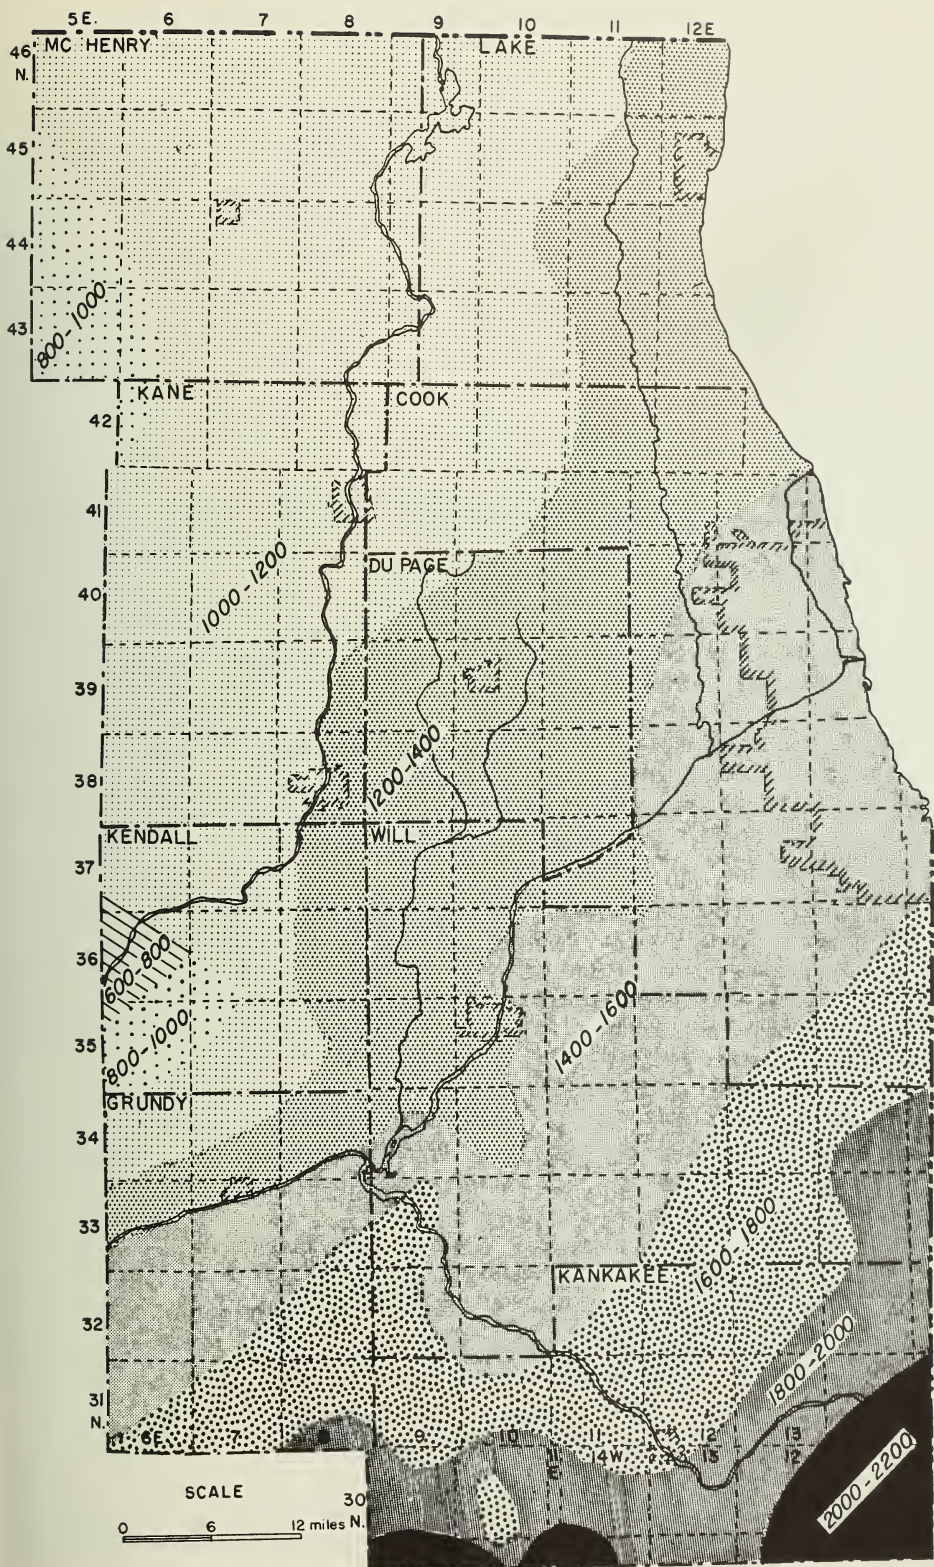 5 E. 6 7 8 9 10 11 12 E
46 N.
MC HENRY
LAKE
45
44
800-1000
43
KANE
COOK
42
41
1000-1200
DU PAGE
40
39
1200-1400
38
KENDALL
WILL
37
36
600-800
1400-1600
800-1000
35
GRUNDY
34
1600-1800
33
KANKAKEE
32
1800-2000
31 N.
6E. 7 8 9 10 11 12 13
14W 13 12
E
2000-2200
SCALE
30 N.
0 6 12 miles